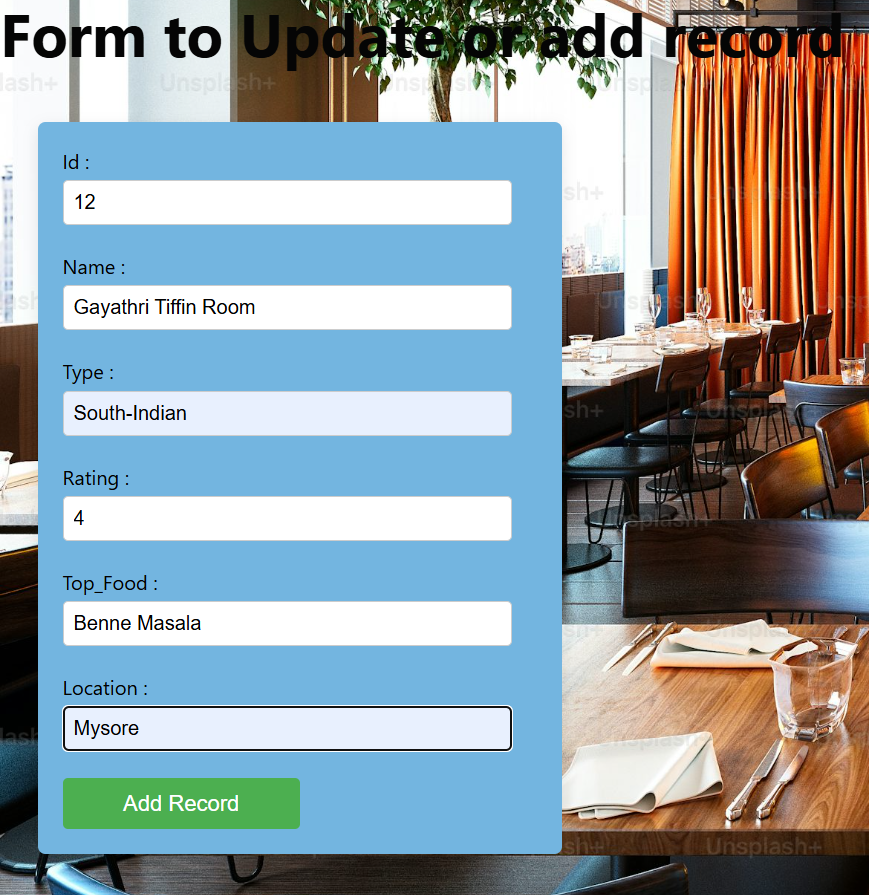 Form to Update or add record
Unsplash+
Id :
12
Name :
Gayathri Tiffin Room
Type :
South-Indian
Rating :
4
Top_Food :
Benne Masala
Location :
Mysore
Add Record
Unsplash+